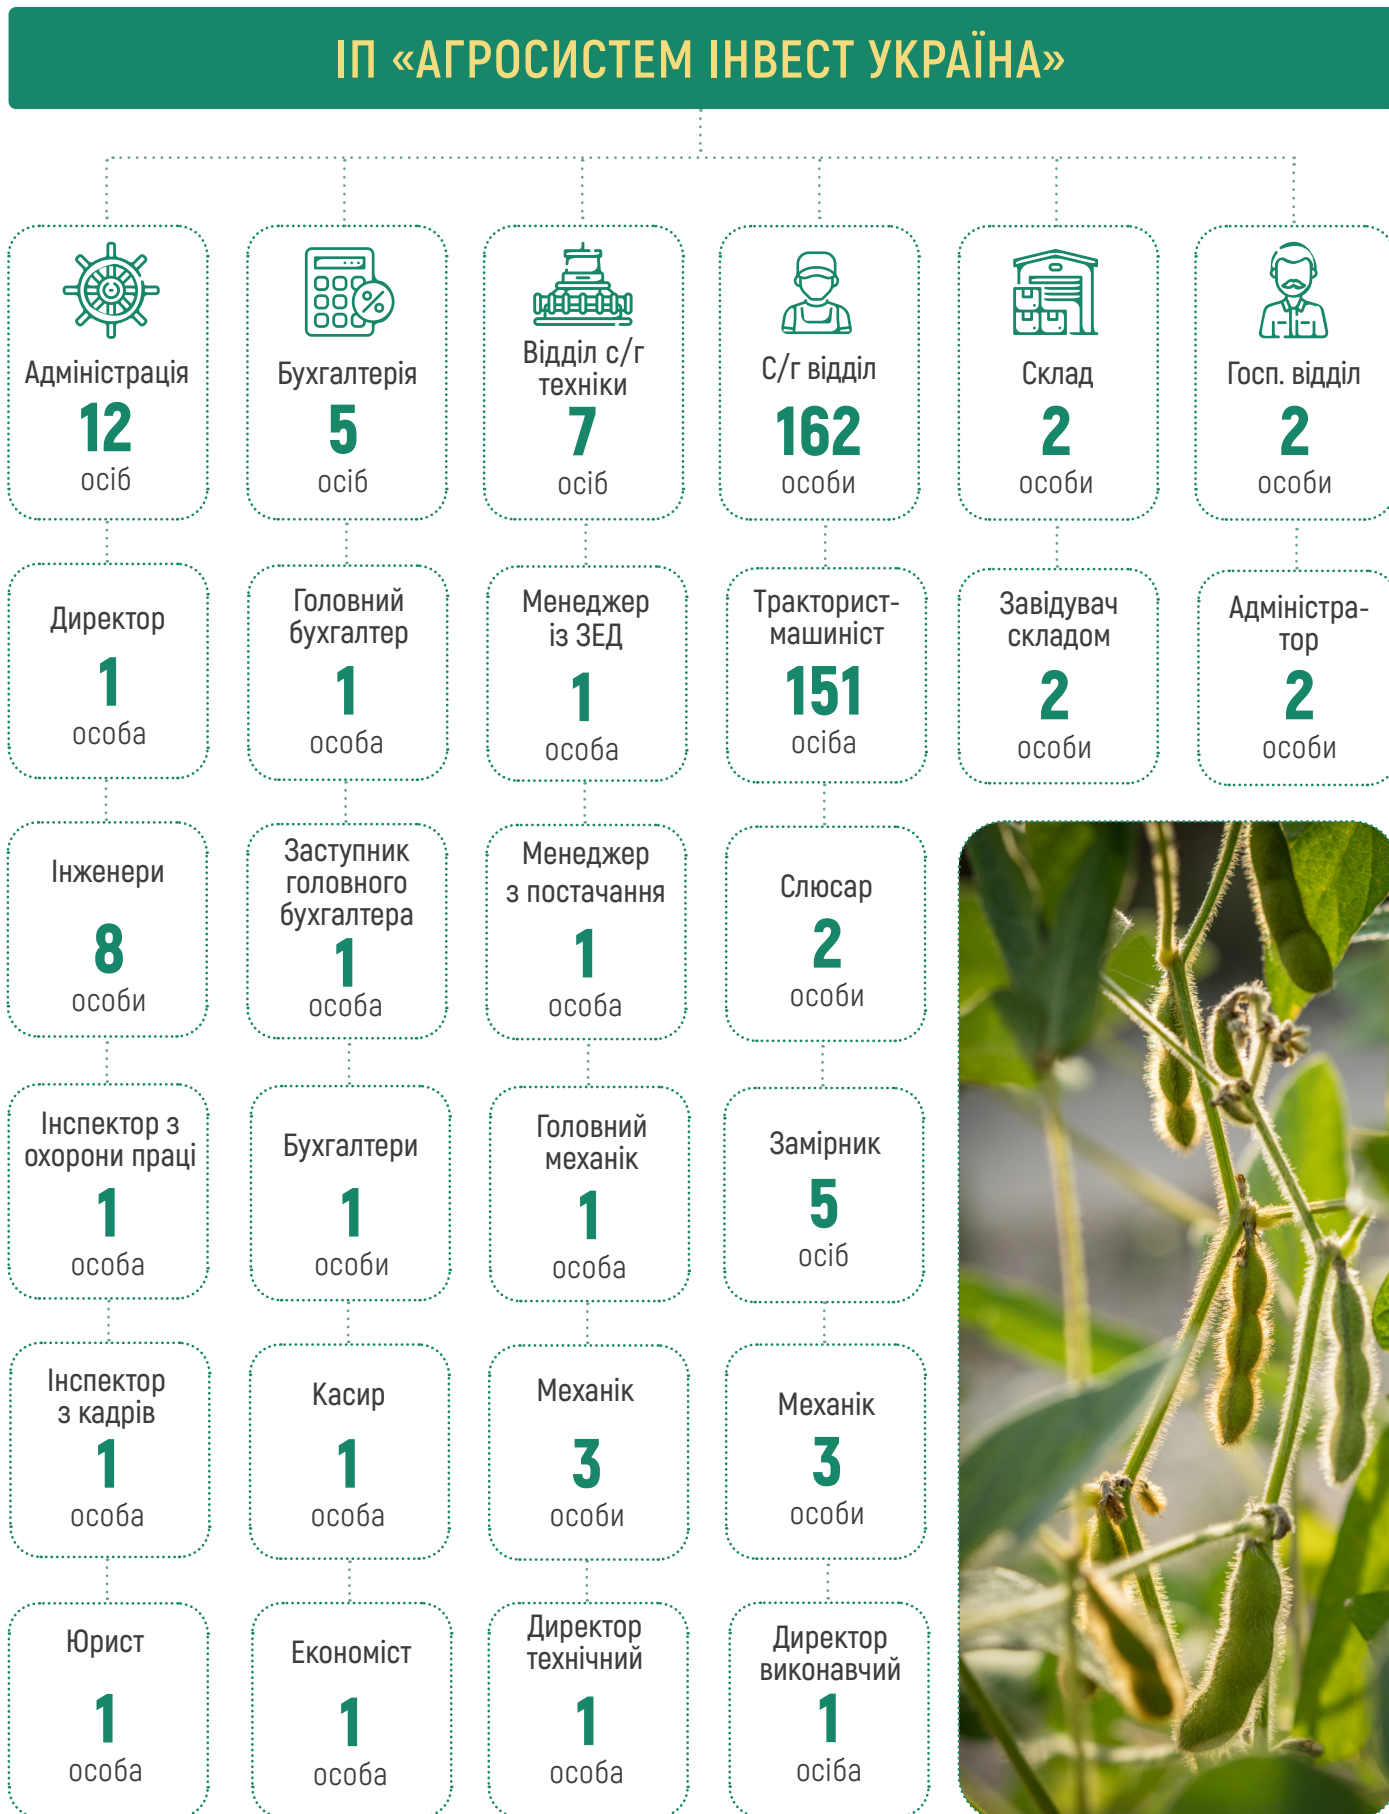 ІП «АГРОСИСТЕМ ІНВЕСТ УКРАЇНА»
Адміністрація
12
осіб
Бухгалтерія
5
осіб
Відділ с/г
техніки
7
осіб
С/г відділ
162
особи
Склад
2
особи
Госп. відділ
2
особи
Директор
1
особа
Головний
бухгалтер
1
особа
Менеджер
із ЗЕД
1
особа
Тракторист-
машиніст
151
осіба
Завідувач
складом
2
особи
Адміністра-
тор
2
особи
Інженери
8
особи
Заступник
головного
бухгалтера
1
особа
Менеджер
з постачання
1
особа
Слюсар
2
особи
Інспектор з
охорони праці
1
особа
Бухгалтери
1
особи
Головний
механік
1
особа
Замірник
5
осіб
Інспектор
з кадрів
1
особа
Касир
1
особа
Механік
3
особи
Механік
3
особи
Юрист
1
особа
Економіст
1
особа
Директор
технічний
1
особа
Директор
виконавчий
1
осіба